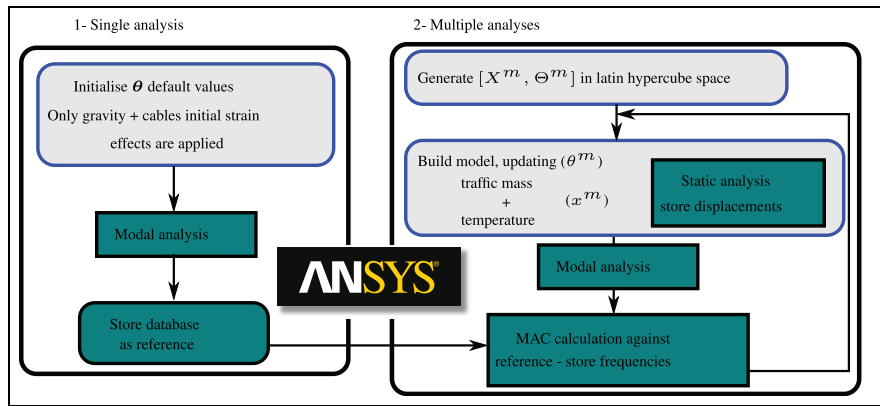 1- Single analysis
Initialise θ default values
Only gravity + cables initial strain
effects are applied
Modal analysis
Store database
as reference
ANSYS®
2- Multiple analyses
Generate [X^m, Θ^m] in latin hypercube space
Build model, updating (θ^m)
traffic mass
+
temperature
(x^m)
Static analysis
store displacements
Modal analysis
MAC calculation against
reference - store frequencies